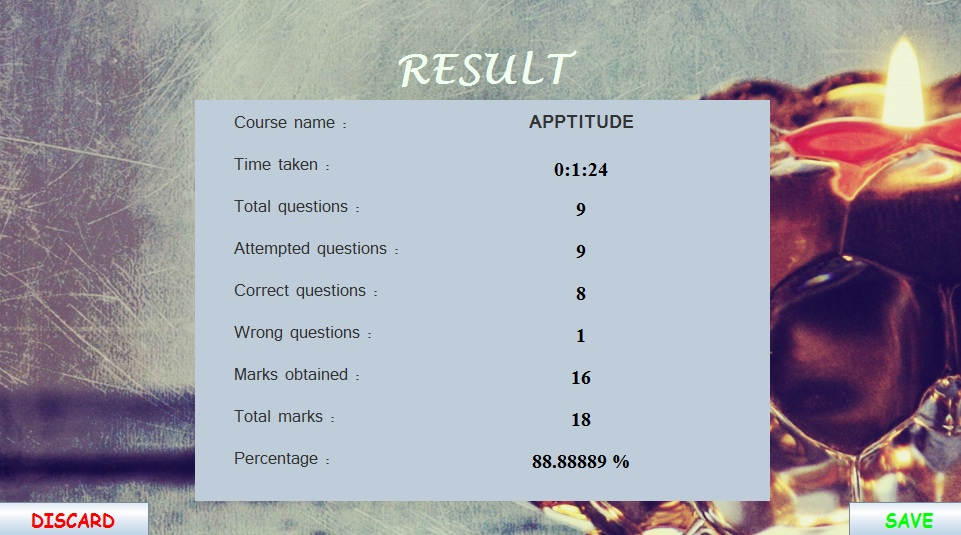 RESULT
Course name : APPTITUDE
Time taken : 0:1:24
Total questions : 9
Attempted questions : 9
Correct questions : 8
Wrong questions : 1
Marks obtained : 16
Total marks : 18
Percentage : 88.88889 %
DISCARD SAVE